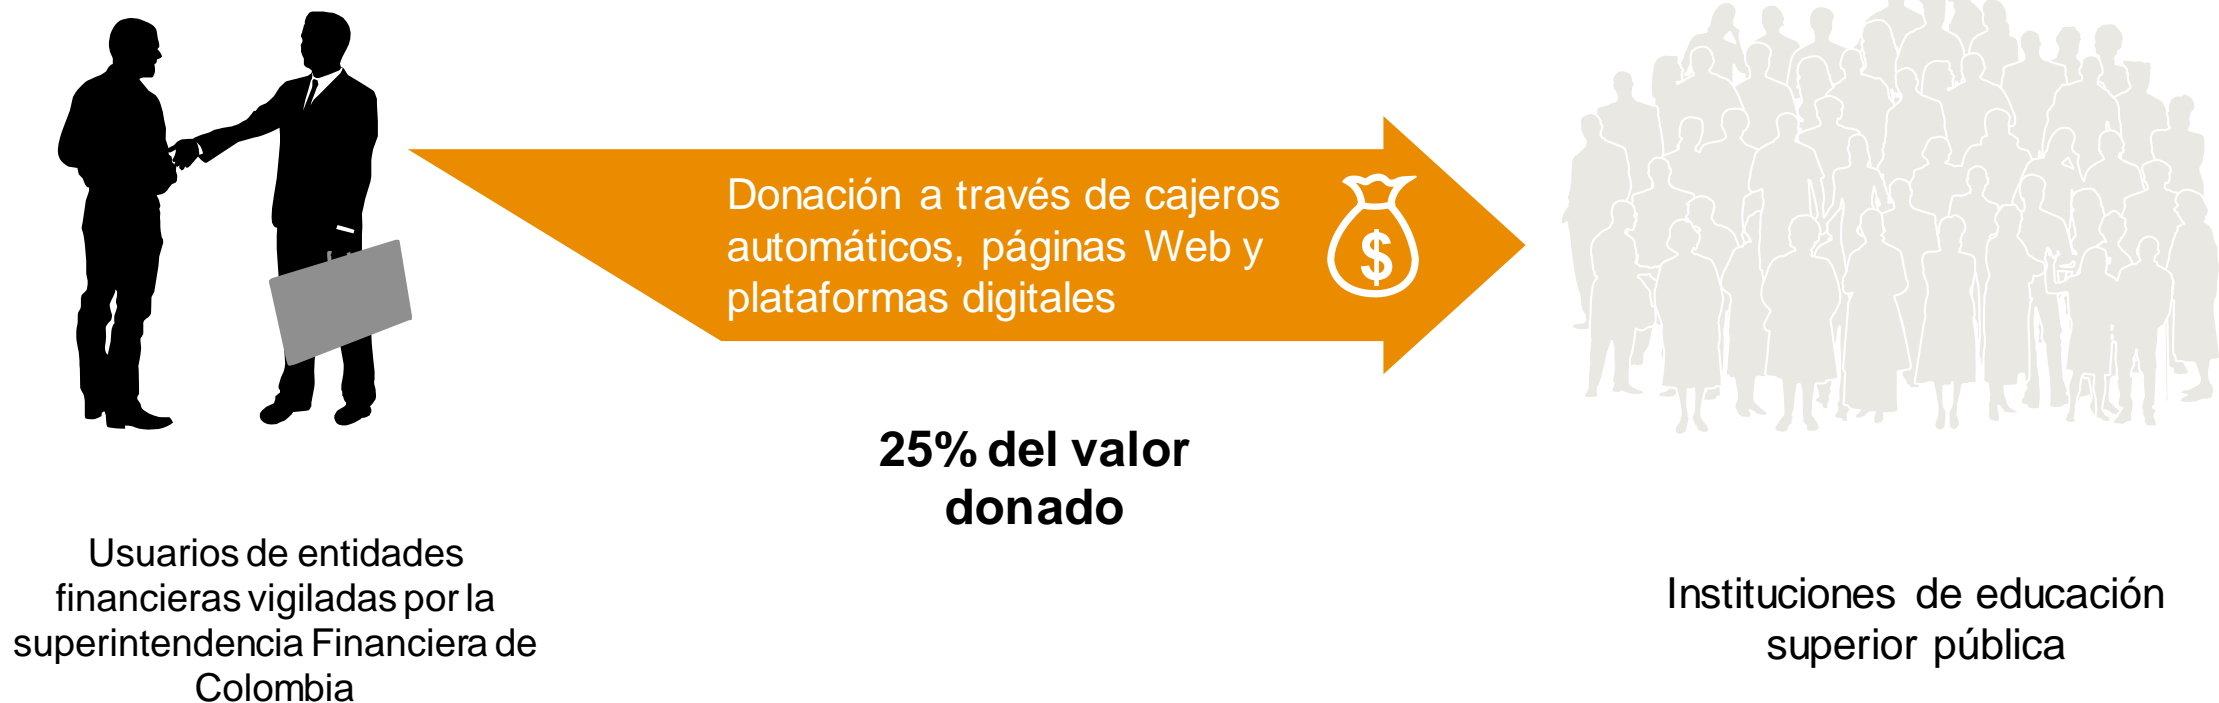 Donación a través de cajeros
automáticos, páginas Web y
plataformas digitales
$
25% del valor
donado
Usuarios de entidades
financieras vigiladas por la
superintendencia Financiera de
Colombia
Instituciones de educación
superior pública